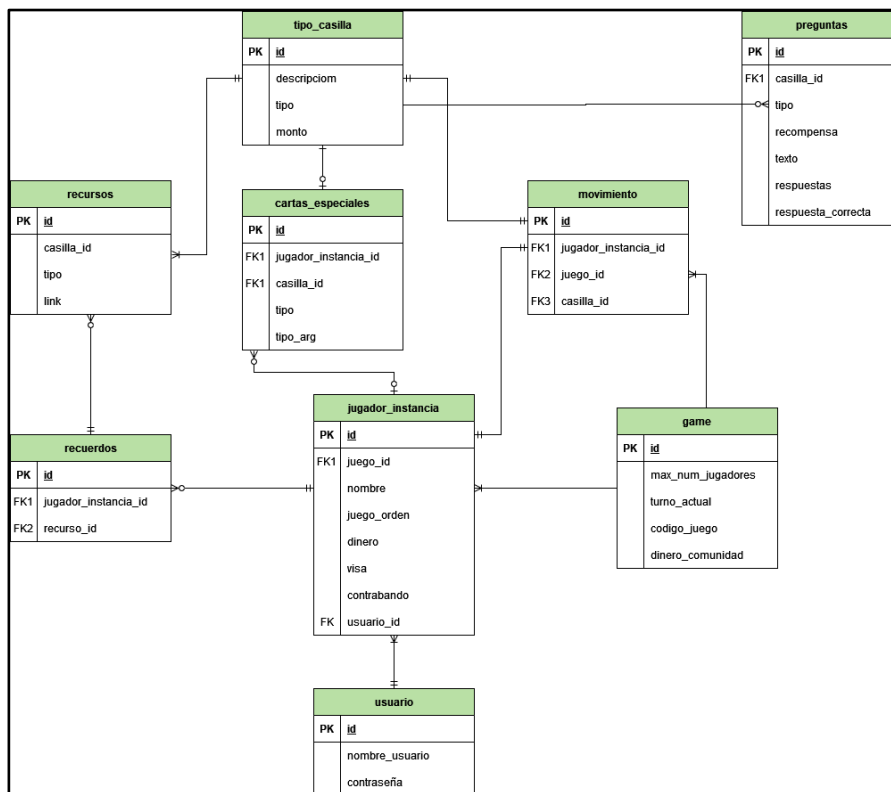 tipo_casilla
PK id
descripciom
tipo
monto
preguntas
PK id
FK1 casilla_id
tipo
recompensa
texto
respuestas
respuesta_correcta
recursos
PK id
casilla_id
tipo
link
cartas_especiales
PK id
FK1 jugador_instancia_id
FK1 casilla_id
tipo
tipo_arg
movimiento
PK id
FK1 jugador_instancia_id
FK2 juego_id
FK3 casilla_id
recuerdos
PK id
FK1 jugador_instancia_id
FK2 recurso_id
jugador_instancia
PK id
FK1 juego_id
nombre
juego_orden
dinero
visa
contrabando
FK usuario_id
game
PK id
max_num_jugadores
turno_actual
codigo_juego
dinero_comunidad
usuario
PK id
nombre_usuario
contraseña